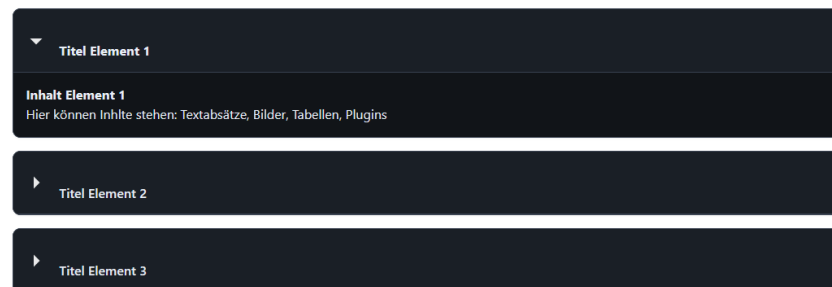 Titel Element 1
Inhalt Element 1
Hier können Inhlte stehen: Textabsätze, Bilder, Tabellen, Plugins
Titel Element 2
Titel Element 3